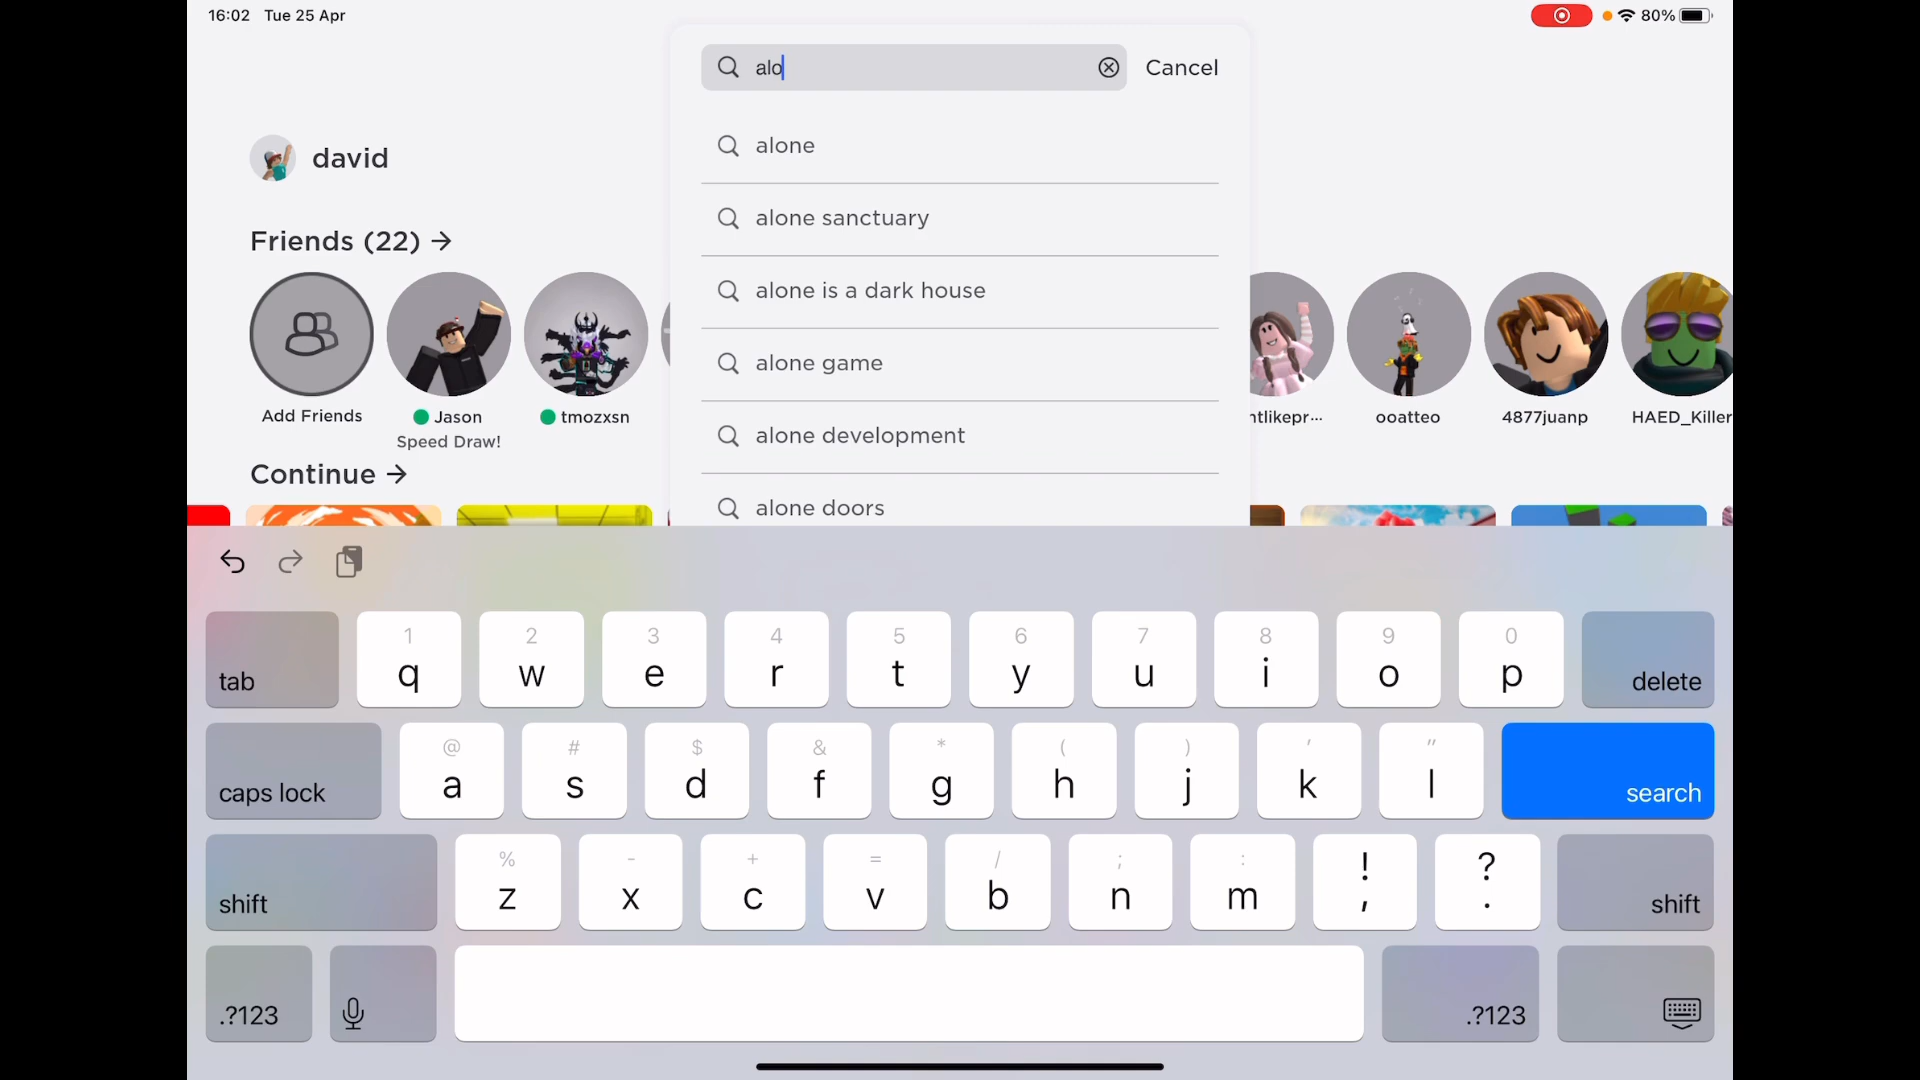 16:02 Tue 25 Apr
80%
alo
Cancel
alone
david
alone sanctuary
Friends (22)
alone is a dark house
alone game
Add Friends
Jason
Speed Draw!
tmozxsn
ntlikepr...
ooatteo
4877juanp
HAED_Killer
alone development
Continue
alone doors
tab
1 2 3 4 5 6 7 8 9 0
q w e r t y u i o p
delete
caps lock
@ # $ & * ( ) ' "
a s d f g h j k l
search
shift
% - + = / ; : ! ?
z x c v b n m , .
shift
.?123
.?123